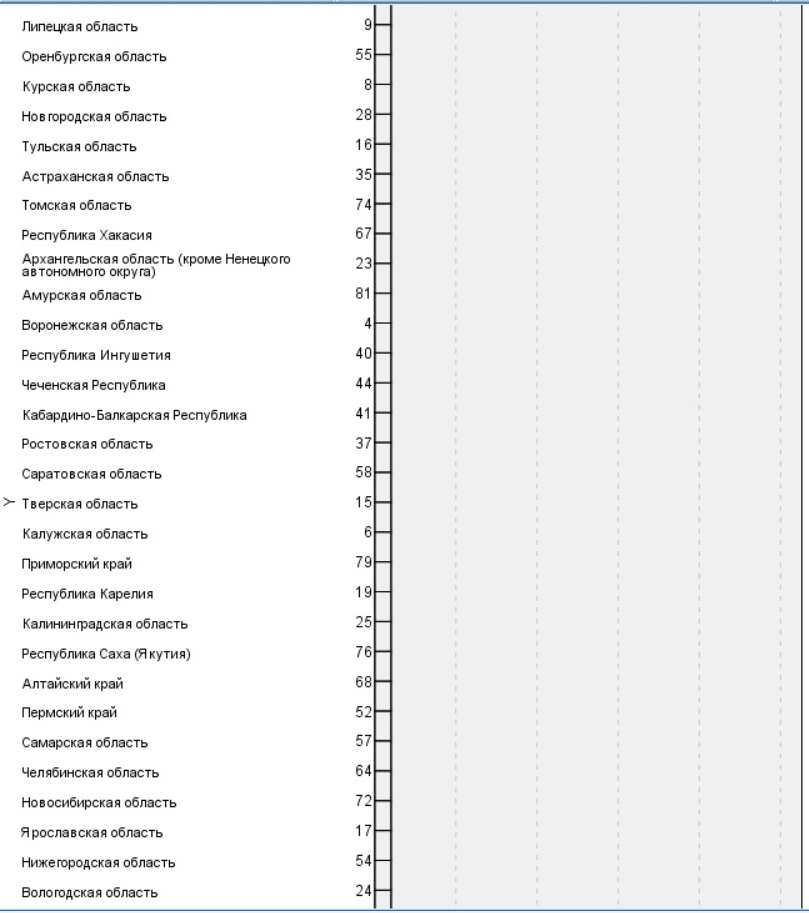 Липецкая область 9
Оренбургская область 55
Курская область 8
Новгородская область 28
Тульская область 16
Астраханская область 35
Томская область 74
Республика Хакасия 67
Архангельская область (кроме Ненецкого
автономного округа) 23
Амурская область 81
Воронежская область 4
Республика Ингушетия 40
Чеченская Республика 44
Кабардино-Балкарская Республика 41
Ростовская область 37
Саратовская область 58
Y
Тверская область 15
Калужская область 6
Приморский край 79
Республика Карелия 19
Калининградская область 25
Республика Саха (Якутия) 76
Алтайский край 68
Пермский край 52
Самарская область 57
Челябинская область 64
Новосибирская область 72
Ярославская область 17
Нижегородская область 54
Вологодская область 24